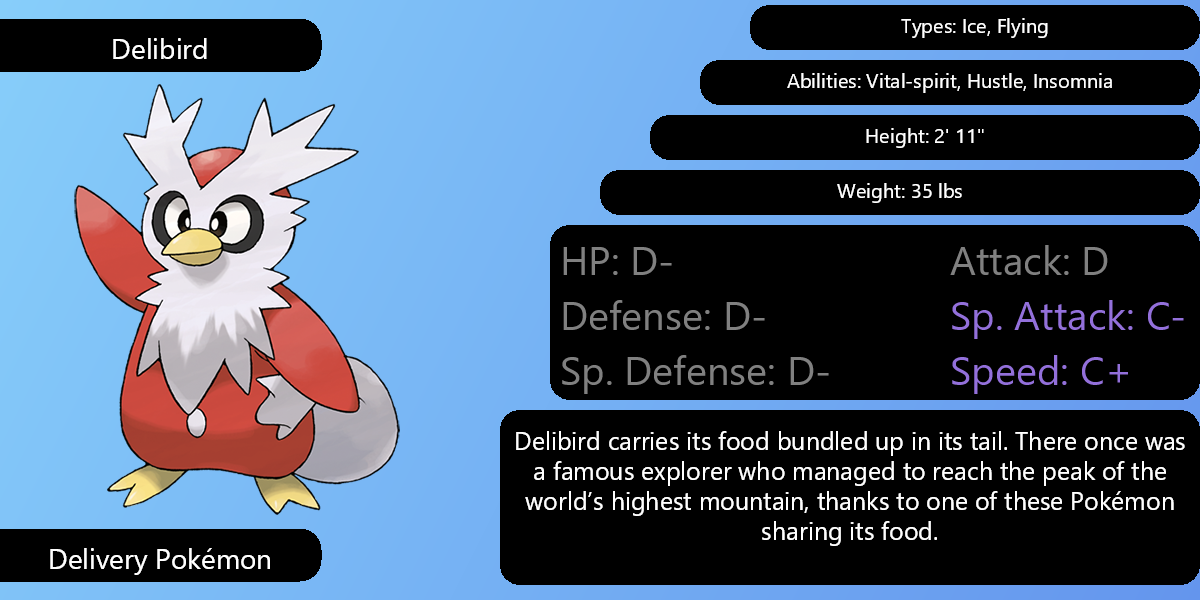 Delibird
Types: Ice, Flying
Abilities: Vital-spirit, Hustle, Insomnia
Height: 2' 11"
Weight: 35 lbs
HP: D-
Attack: D
Defense: D-
Sp. Attack: C-
Sp. Defense: D-
Speed: C+
Delibird carries its food bundled up in its tail. There once was
a famous explorer who managed to reach the peak of the
world’s highest mountain, thanks to one of these Pokémon
sharing its food.
Delivery Pokémon